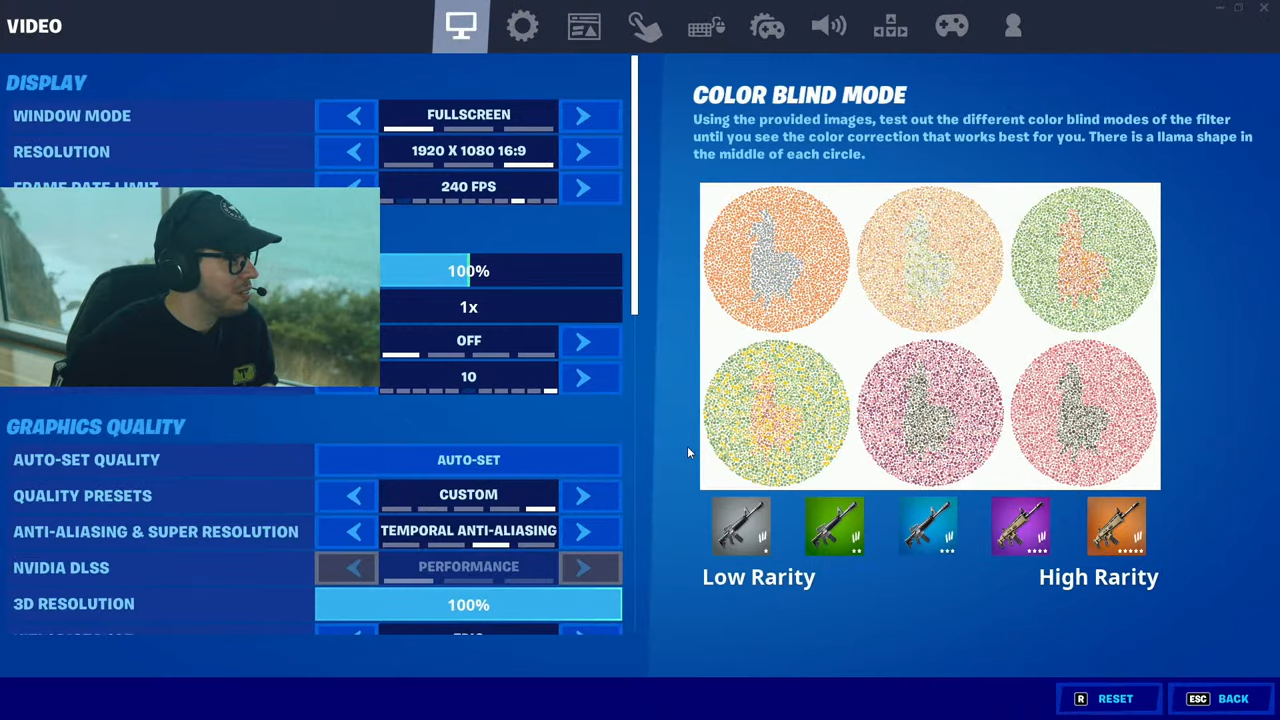 VIDEO
DISPLAY
WINDOW MODE
FULLSCREEN
RESOLUTION
1920 X 1080 16:9
FRAME RATE LIMIT
240 FPS
100%
1x
OFF
10
GRAPHICS QUALITY
AUTO-SET QUALITY
AUTO-SET
QUALITY PRESETS
CUSTOM
ANTI-ALIASING & SUPER RESOLUTION
TEMPORAL ANTI-ALIASING
NVIDIA DLSS
PERFORMANCE
3D RESOLUTION
100%
COLOR BLIND MODE
Using the provided images, test out the different color blind modes of the filter
until you see the color correction that works best for you. There is a llama shape in
the middle of each circle.
Low Rarity
High Rarity
R RESET
ESC BACK